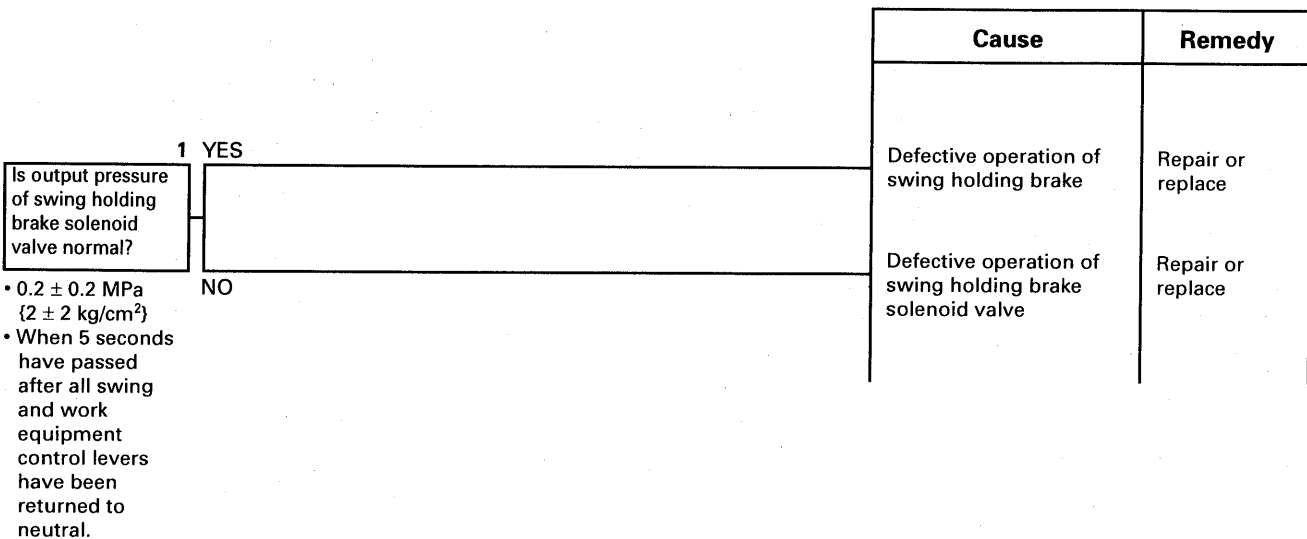 Cause
Remedy
1 YES
Is output pressure
of swing holding
brake solenoid
valve normal?
Defective operation of
swing holding brake
Repair or
replace
NO
Defective operation of
swing holding brake
solenoid valve
Repair or
replace
• 0.2 ± 0.2 MPa
{2 ± 2 kg/cm²}
• When 5 seconds
have passed
after all swing
and work
equipment
control levers
have been
returned to
neutral.